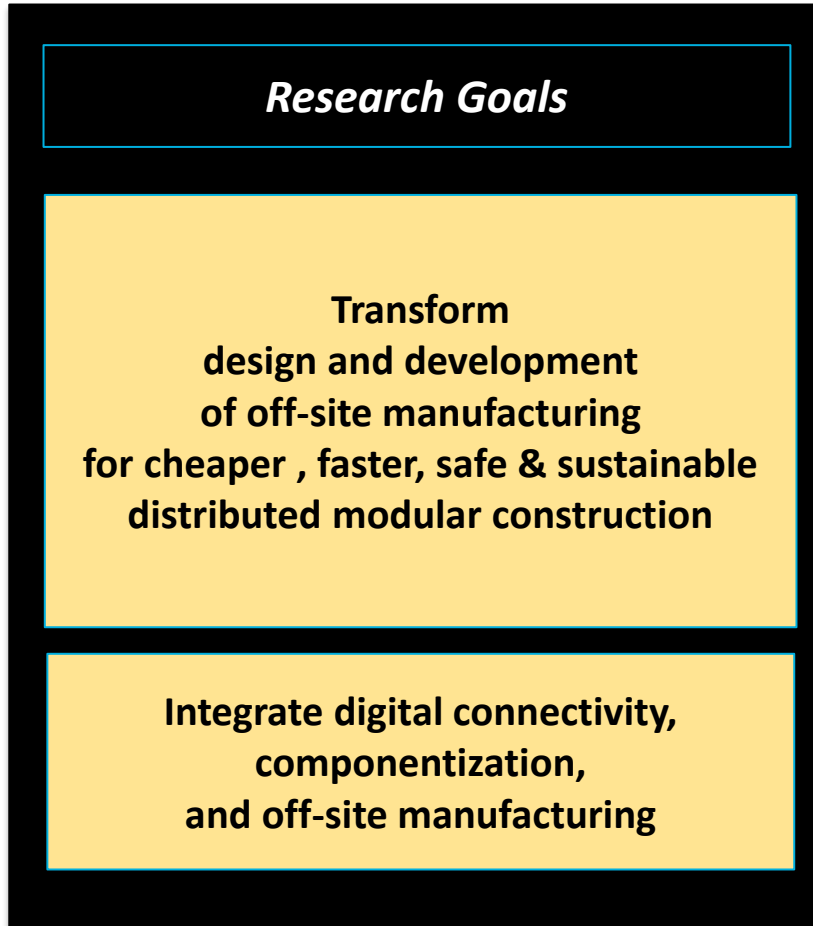 Research Goals
Transform
design and development
of off-site manufacturing
for cheaper , faster, safe & sustainable
distributed modular construction
Integrate digital connectivity,
componentization,
and off-site manufacturing